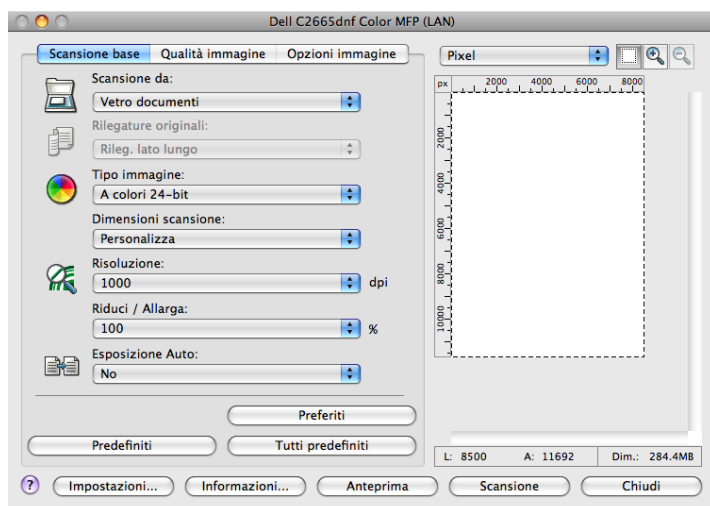 Dell C2665dnf Color MFP (LAN)
Scansione base Qualità immagine Opzioni immagine
Scansione da:
Vetro documenti
Rilegature originali:
Rileg. lato lungo
Tipo immagine:
A colori 24-bit
Dimensioni scansione:
Personalizza
Risoluzione:
1000 dpi
Riduci / Allarga:
100 %
Esposizione Auto:
No
Preferiti
Predefiniti Tutti predefiniti
Pixel
px 2000 4000 6000 8000
2000
4000
6000
8000
10000
L: 8500 A: 11692 Dim.: 284.4MB
? Impostazioni... Informazioni... Anteprima Scansione Chiudi